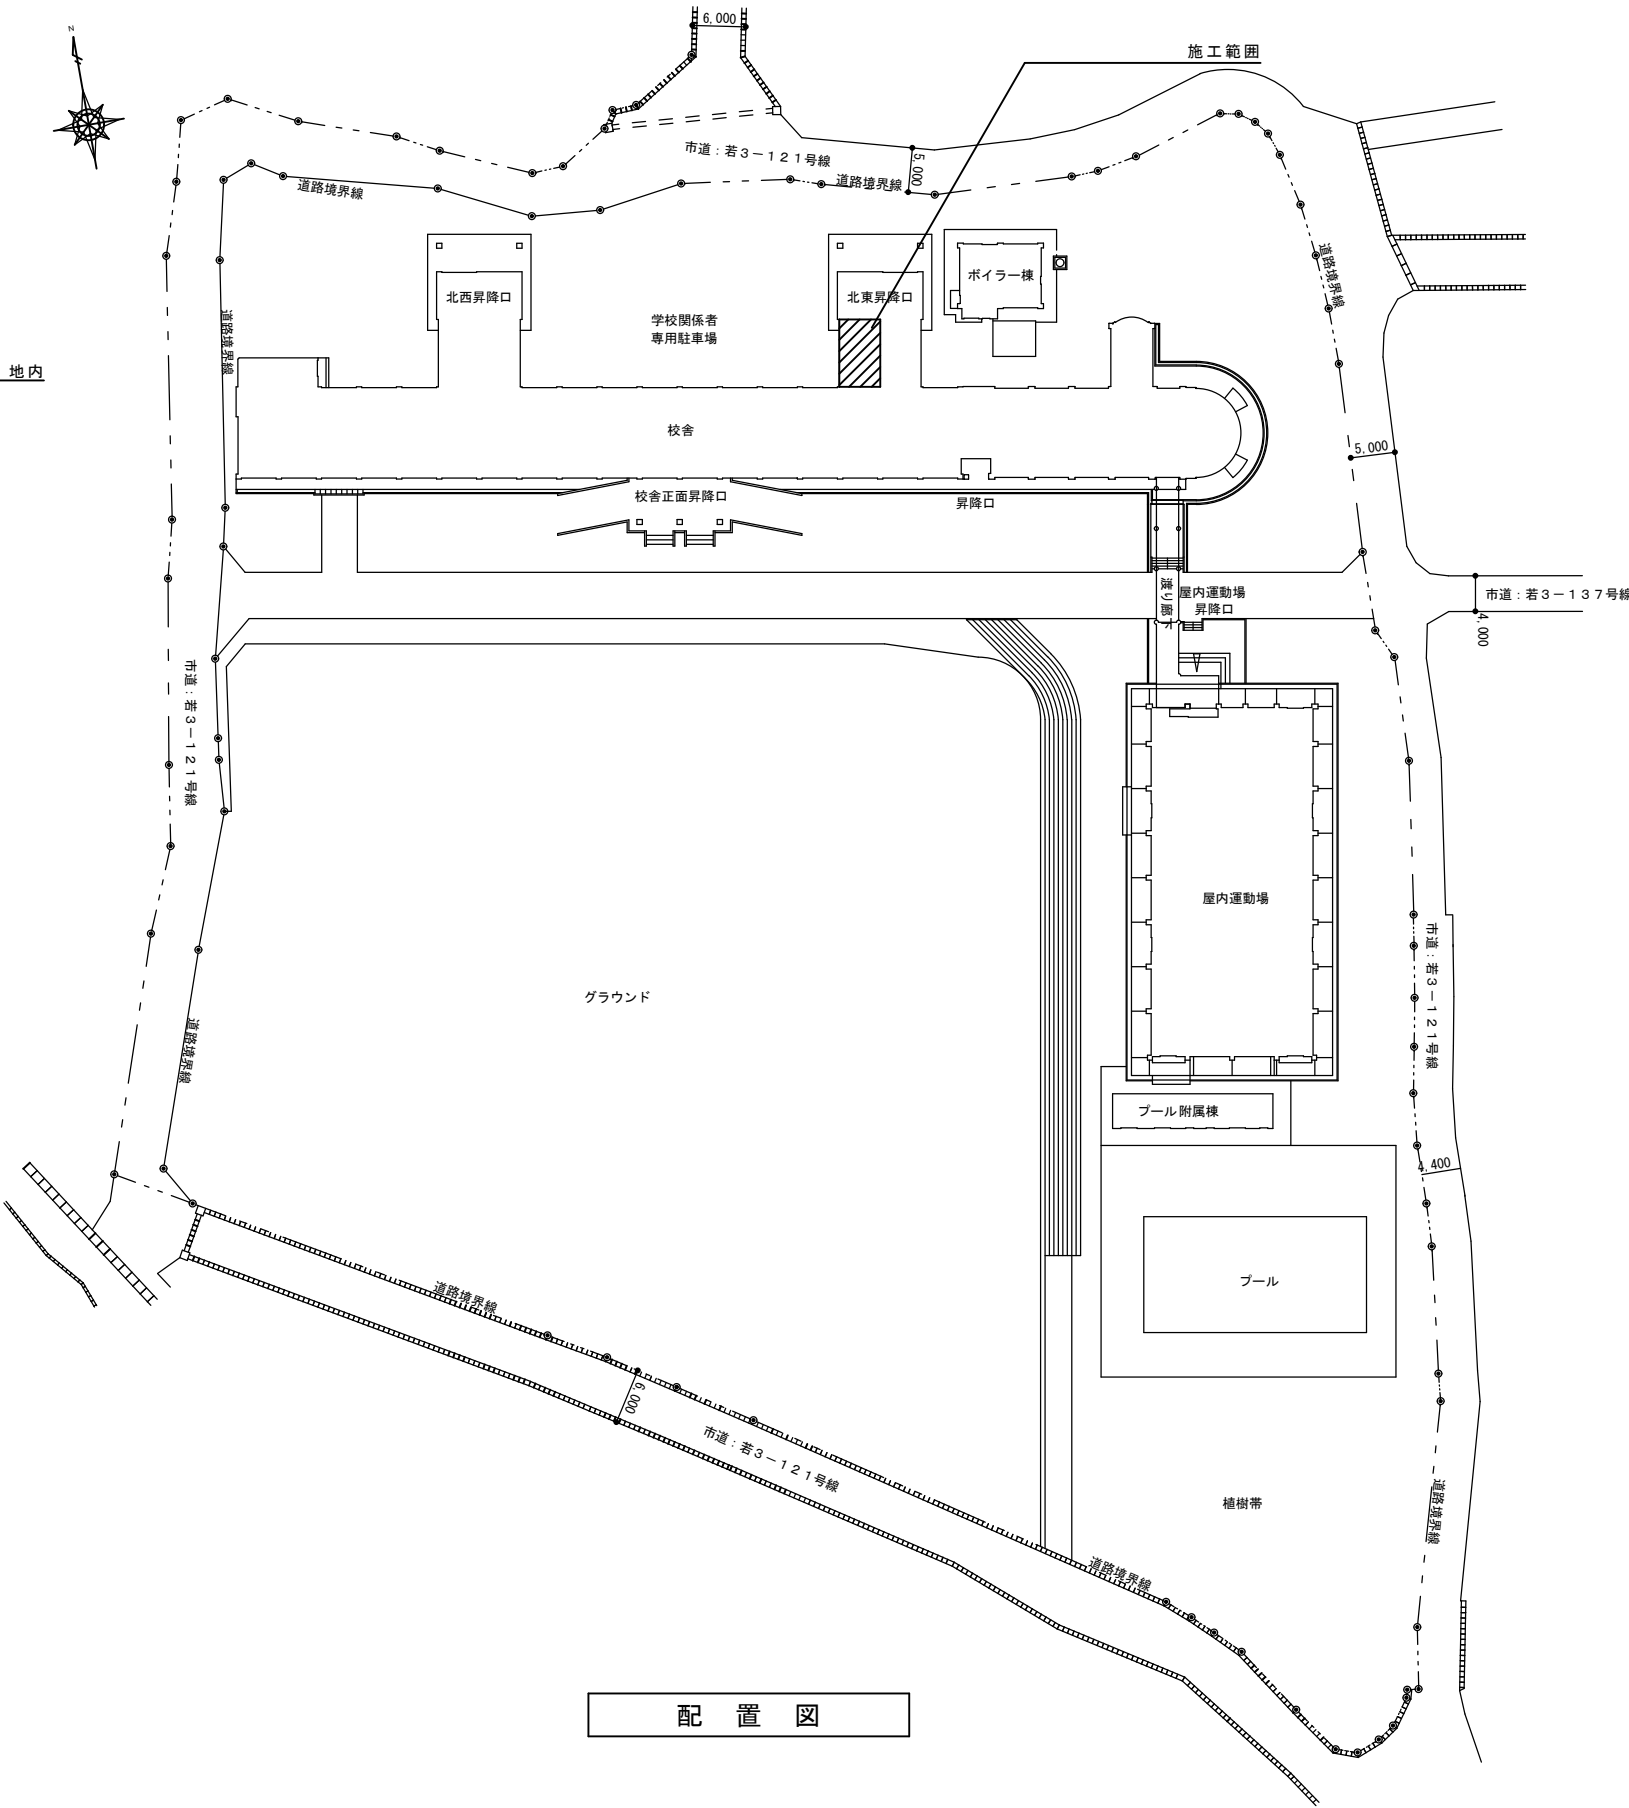 N
6,000
施工範囲
市道：若３－１２１号線
5,000
道路境界線
道路境界線
道路境界線
北西昇降口
学校関係者
専用駐車場
北東昇降口
ボイラー棟
道路境界線
地内
校舎
5,000
校舎正面昇降口
昇降口
渡り廊下
屋内運動場
昇降口
市道：若３－１３７号線
4,000
市道：若３－１２１号線
屋内運動場
市道：若３－１２１号線
グラウンド
道路境界線
プール附属棟
4,400
プール
道路境界線
6,000
市道：若３－１２１号線
植樹帯
道路境界線
道路境界線
配置図